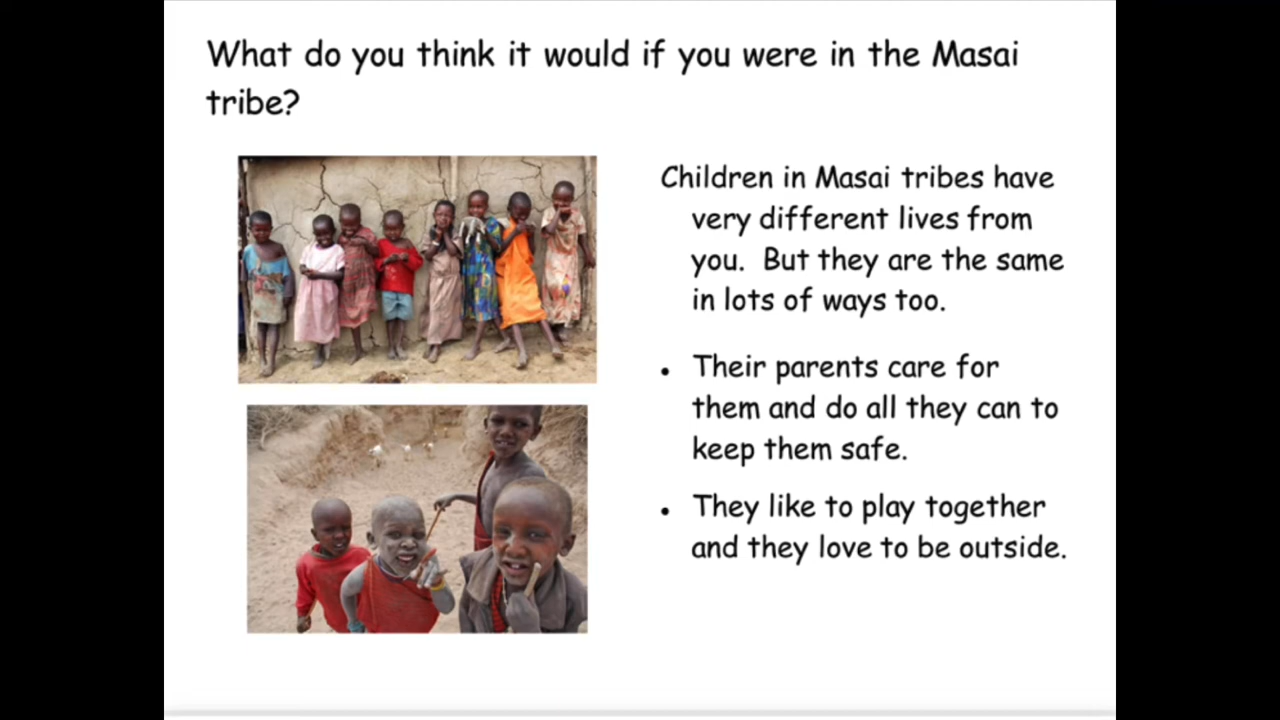 What do you think it would if you were in the Masai
tribe?
Children in Masai tribes have
very different lives from
you. But they are the same
in lots of ways too.
• Their parents care for
them and do all they can to
keep them safe.
• They like to play together
and they love to be outside.